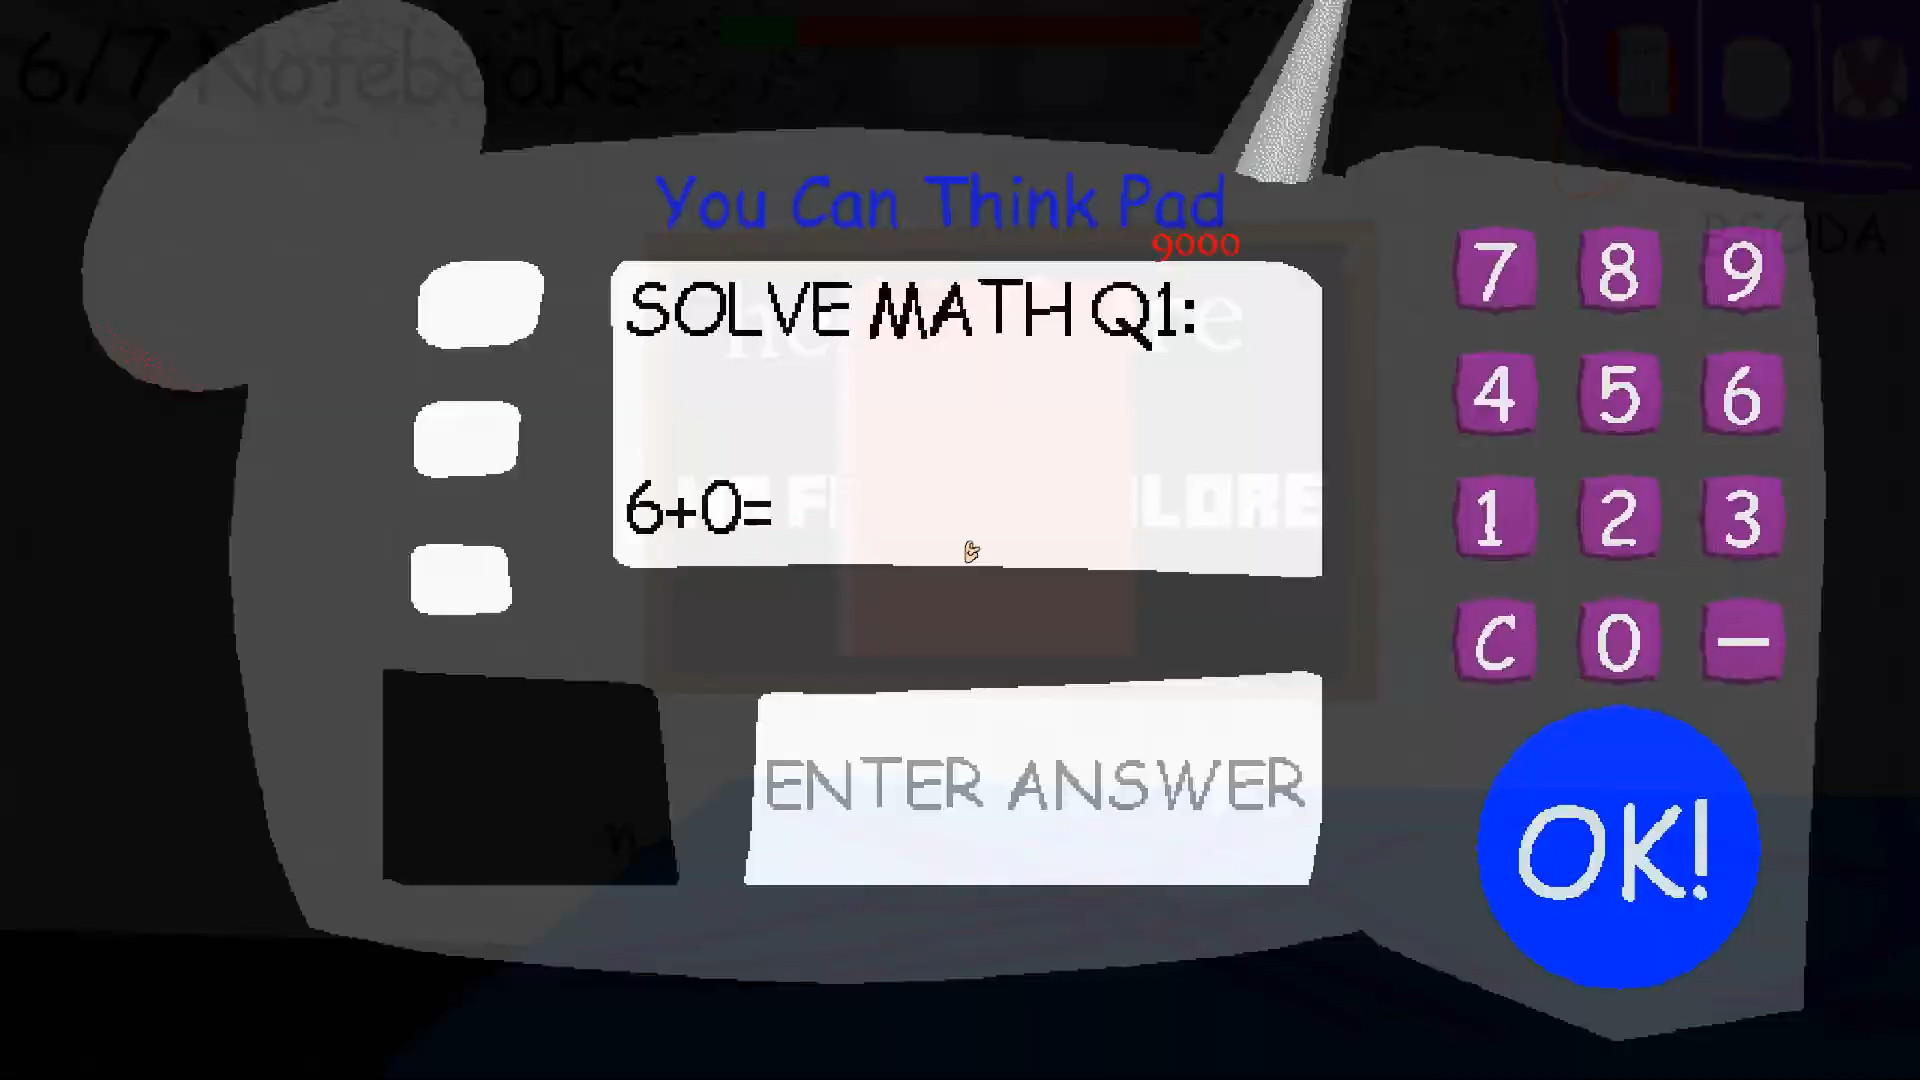 6/7 Notebooks
You Can Think Pad
9000
BSODA
SOLVE MATH Q1:
6+0=
ENTER ANSWER
7 8 9
4 5 6
1 2 3
C 0 —
OK!